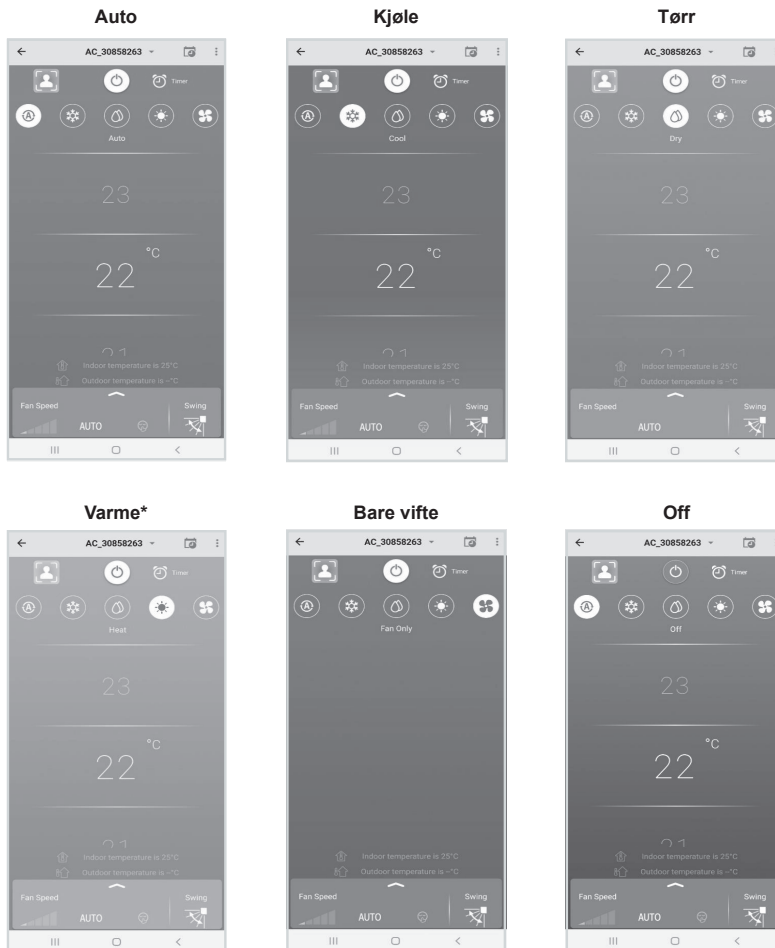 Auto
AC_30858263
Timer
A
Auto
23
22 °C
21
Indoor temperature is 25°C
Outdoor temperature is --°C
Fan Speed
Swing
AUTO
Kjøle
AC_30858263
Timer
A
Cool
23
22 °C
21
Indoor temperature is 25°C
Outdoor temperature is --°C
Fan Speed
Swing
AUTO
Tørr
AC_30858263
Timer
A
Dry
23
22 °C
21
Indoor temperature is 25°C
Outdoor temperature is --°C
Fan Speed
Swing
AUTO
Varme*
AC_30858263
Timer
A
Heat
23
22 °C
21
Indoor temperature is 25°C
Outdoor temperature is --°C
Fan Speed
Swing
AUTO
Bare vifte
AC_30858263
Timer
A
Fan Only
Indoor temperature is 25°C
Outdoor temperature is --°C
Fan Speed
Swing
AUTO
Off
AC_30858263
Timer
A
Off
23
22 °C
21
Indoor temperature is 25°C
Outdoor temperature is --°C
Fan Speed
Swing
AUTO